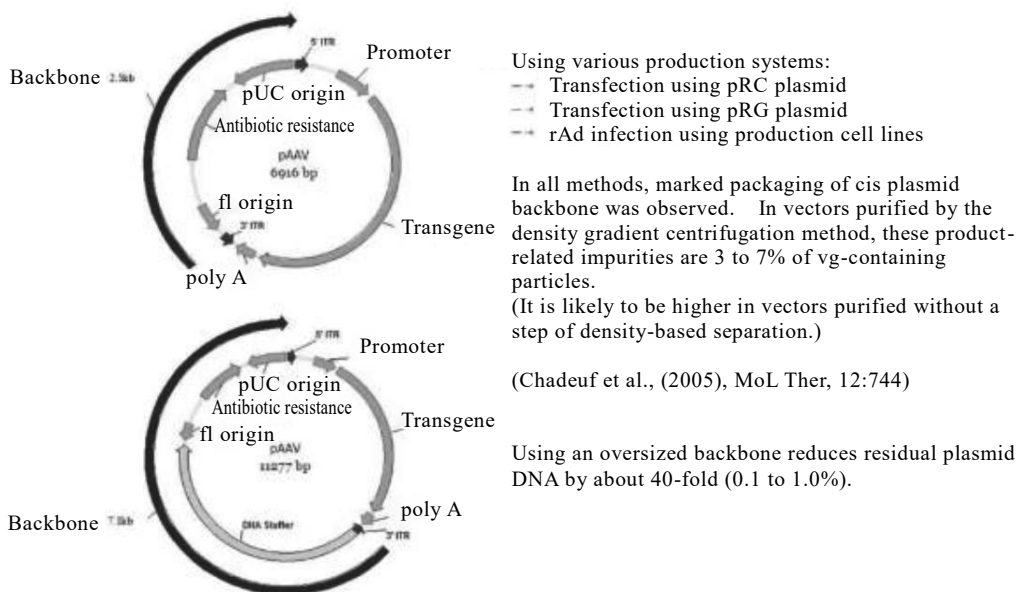 5' ITR
Promoter
Backbone 2.5kb
pUC origin
Antibiotic resistance
pAAV
6916 bp
fl origin
3' ITR
Transgene
poly A
5' ITR
Promoter
pUC origin
Antibiotic resistance
Transgene
fl origin
pAAV
11277 bp
poly A
Backbone
DNA Stuffer
3' ITR
Using various production systems:
Transfection using pRC plasmid
Transfection using pRG plasmid
rAd infection using production cell lines
In all methods, marked packaging of cis plasmid
backbone was observed. In vectors purified by the
density gradient centrifugation method, these product-
related impurities are 3 to 7% of vg-containing
particles.
(It is likely to be higher in vectors purified without a
step of density-based separation.)
(Chadeuf et al., (2005), MoL Ther, 12:744)
Using an oversized backbone reduces residual plasmid
DNA by about 40-fold (0.1 to 1.0%).